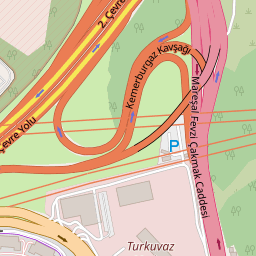 2. Çevre
Kemerburgaz Kavşağı
Çevre Yolu
Mareşal Fevzi Çakmak Caddesi
P
Turkuvaz